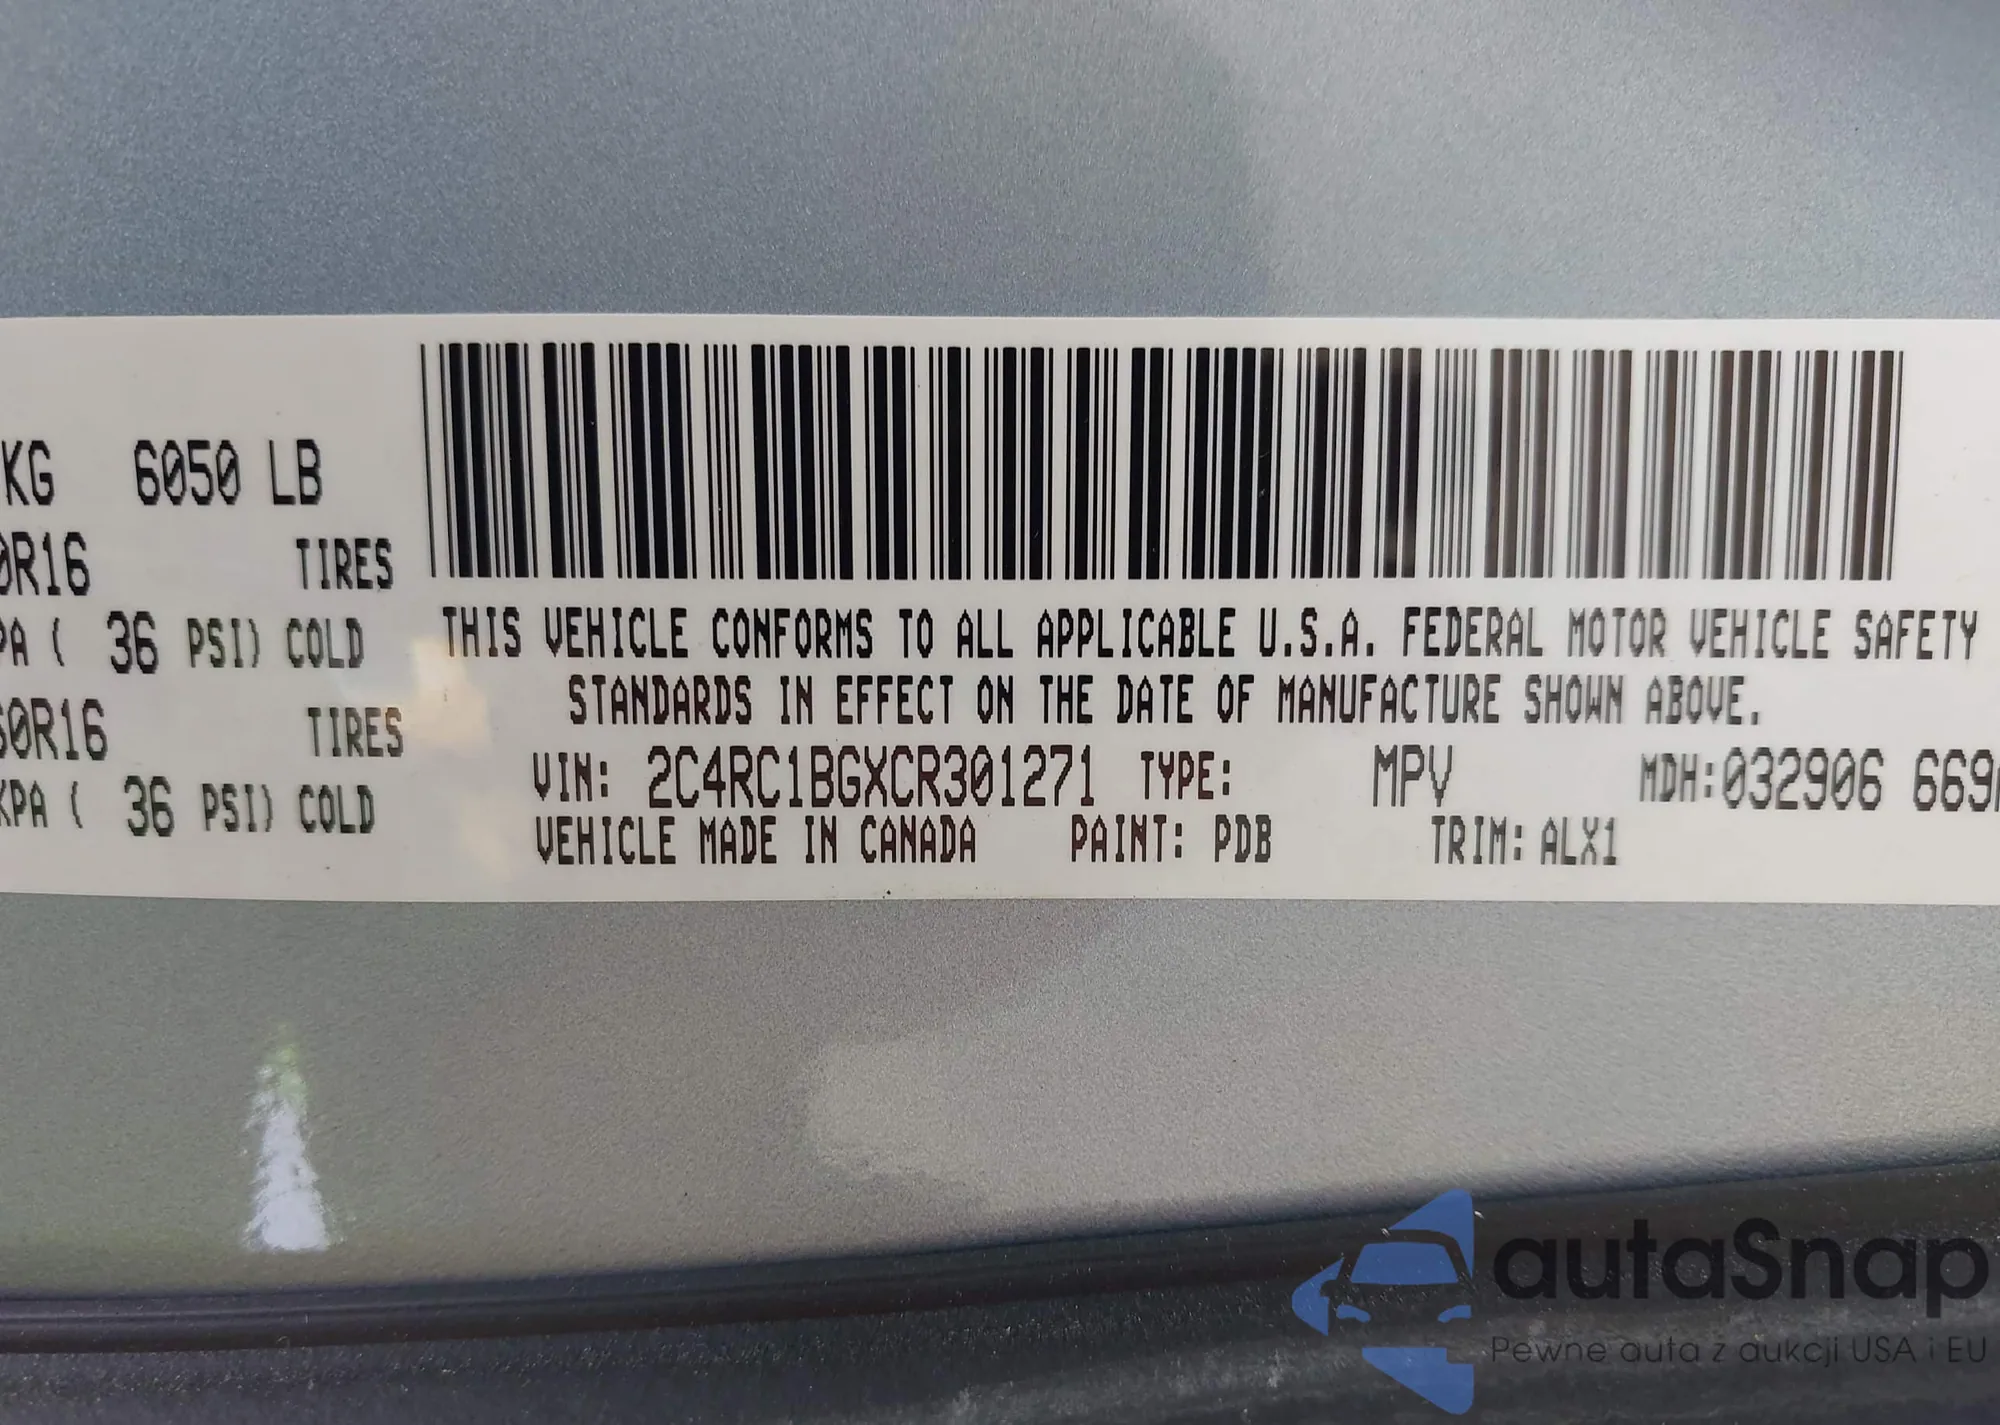 KG 6050 LB
0R16 TIRES
PA ( 36 PSI) COLD
60R16 TIRES
KPA ( 36 PSI) COLD
THIS VEHICLE CONFORMS TO ALL APPLICABLE U.S.A. FEDERAL MOTOR VEHICLE SAFETY
STANDARDS IN EFFECT ON THE DATE OF MANUFACTURE SHOWN ABOVE.
VIN: 2C4RC1BGXCR301271 TYPE: MPV MDH:032906 669
VEHICLE MADE IN CANADA PAINT: PDB TRIM: ALX1
autaSnap
Pewne auta z aukcji USA i EU